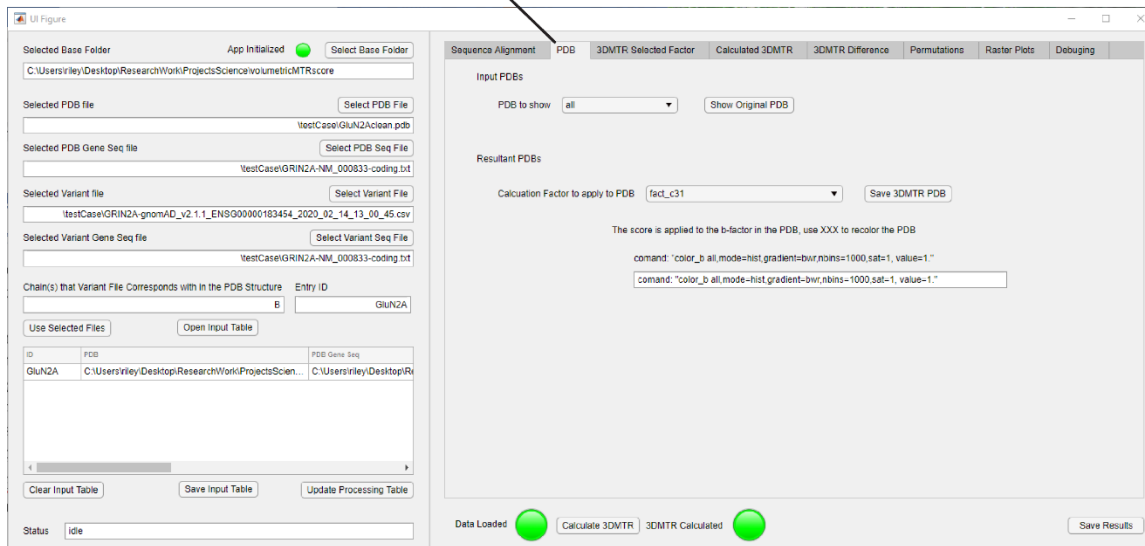 UI Figure
Selected Base Folder App Initialized Select Base Folder
C:\Users\riley\Desktop\ResearchWork\ProjectsScience\volumetricMTRscore
Selected PDB file Select PDB File
\testCase\GluN2Aclean.pdb
Selected PDB Gene Seq file Select PDB Seq File
\testCase\GRIN2A-NM_000833-coding.txt
Selected Variant file Select Variant File
\testCase\GRIN2A-gnomAD_v2.1.1_ENSG00000183454_2020_02_14_13_00_45.csv
Selected Variant Gene Seq file Select Variant Seq File
\testCase\GRIN2A-NM_000833-coding.txt
Chain(s) that Variant File Corresponds with in the PDB Structure Entry ID
B GluN2A
Use Selected Files Open Input Table
ID PDB PDB Gene Seq
GluN2A C:\Users\riley\Desktop\ResearchWork\ProjectsScien... C:\Users\riley\Desktop\Re
Clear Input Table Save Input Table Update Processing Table
Status idle
Sequence Alignment PDB 3DMTR Selected Factor Calculated 3DMTR 3DMTR Difference Permutations Raster Plots Debuging
Input PDBs
PDB to show all Show Original PDB
Resultant PDBs
Calcuation Factor to apply to PDB fact_c31 Save 3DMTR PDB
The score is applied to the b-factor in the PDB, use XXX to recolor the PDB
comand: "color_b all,mode=hist,gradient=bwr,nbins=1000,sat=1, value=1."
comand: "color_b all,mode=hist,gradient=bwr,nbins=1000,sat=1, value=1."
Data Loaded Calculate 3DMTR 3DMTR Calculated Save Results